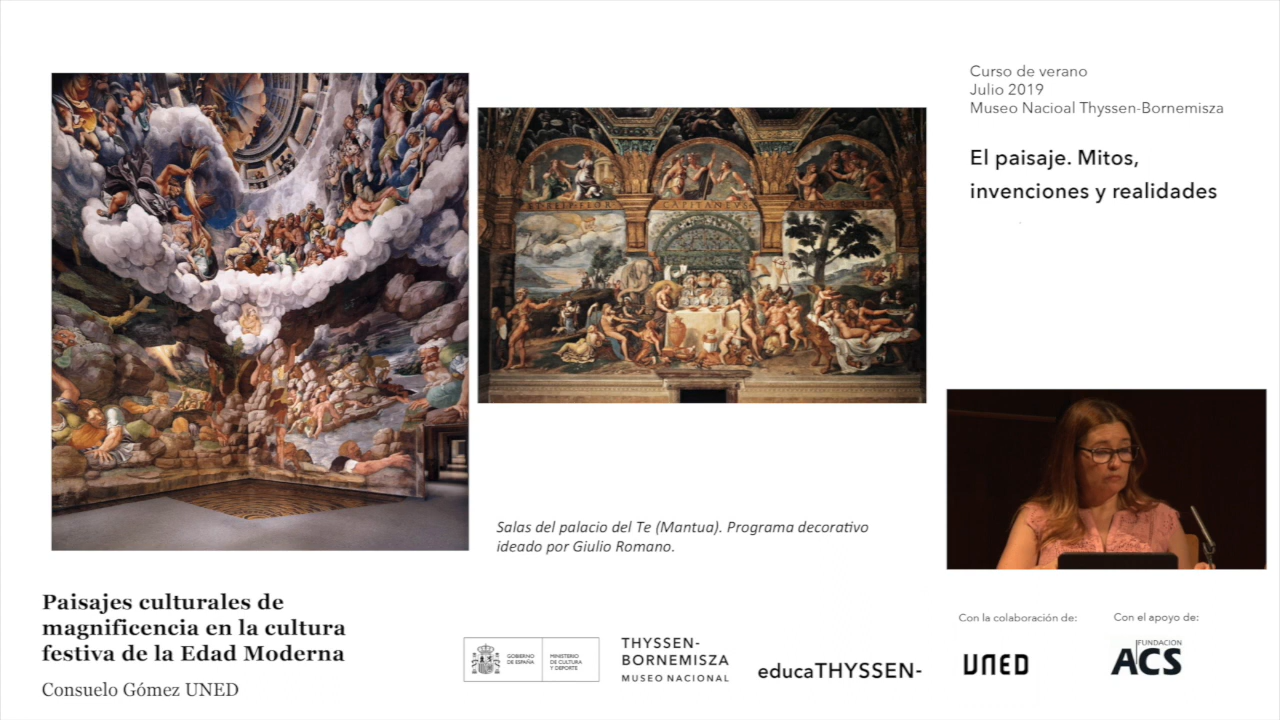 Curso de verano
Julio 2019
Museo Nacioal Thyssen-Bornemisza
El paisaje. Mitos,
invenciones y realidades
Salas del palacio del Te (Mantua). Programa decorativo
ideado por Giulio Romano.
Paisajes culturales de
magnificencia en la cultura
festiva de la Edad Moderna
Consuelo Gómez UNED
GOBIERNO
DE ESPAÑA
MINISTERIO
DE CULTURA
Y DEPORTE
THYSSEN-
BORNEMISZA
MUSEO NACIONAL
educaTHYSSEN-
Con la colaboración de:
UNED
Con el apoyo de:
FUNDACION
ACS